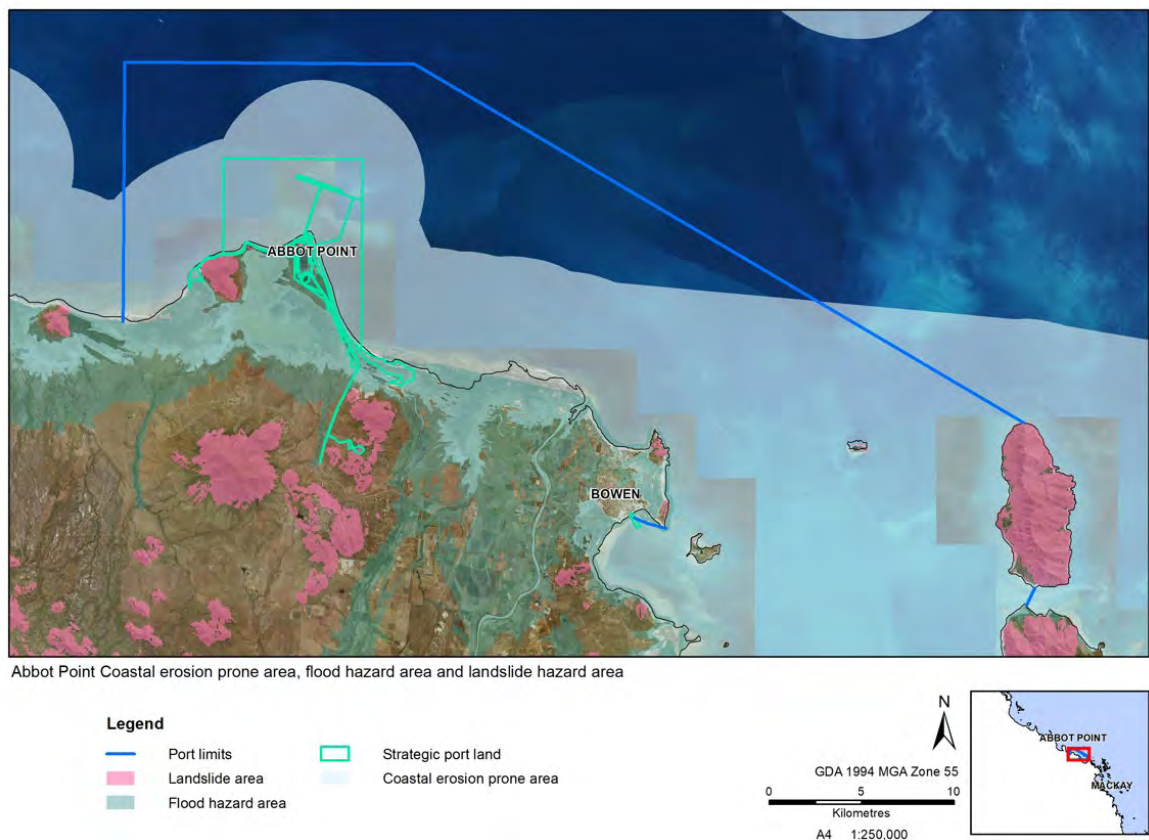 ABBOT POINT
BOWEN
Abbot Point Coastal erosion prone area, flood hazard area and landslide hazard area
Legend
Port limits
Landslide area
Flood hazard area
Strategic port land
Coastal erosion prone area
N
GDA 1994 MGA Zone 55
0 5 10
Kilometres
A4 1:250,000
ABBOT POINT
MACKAY